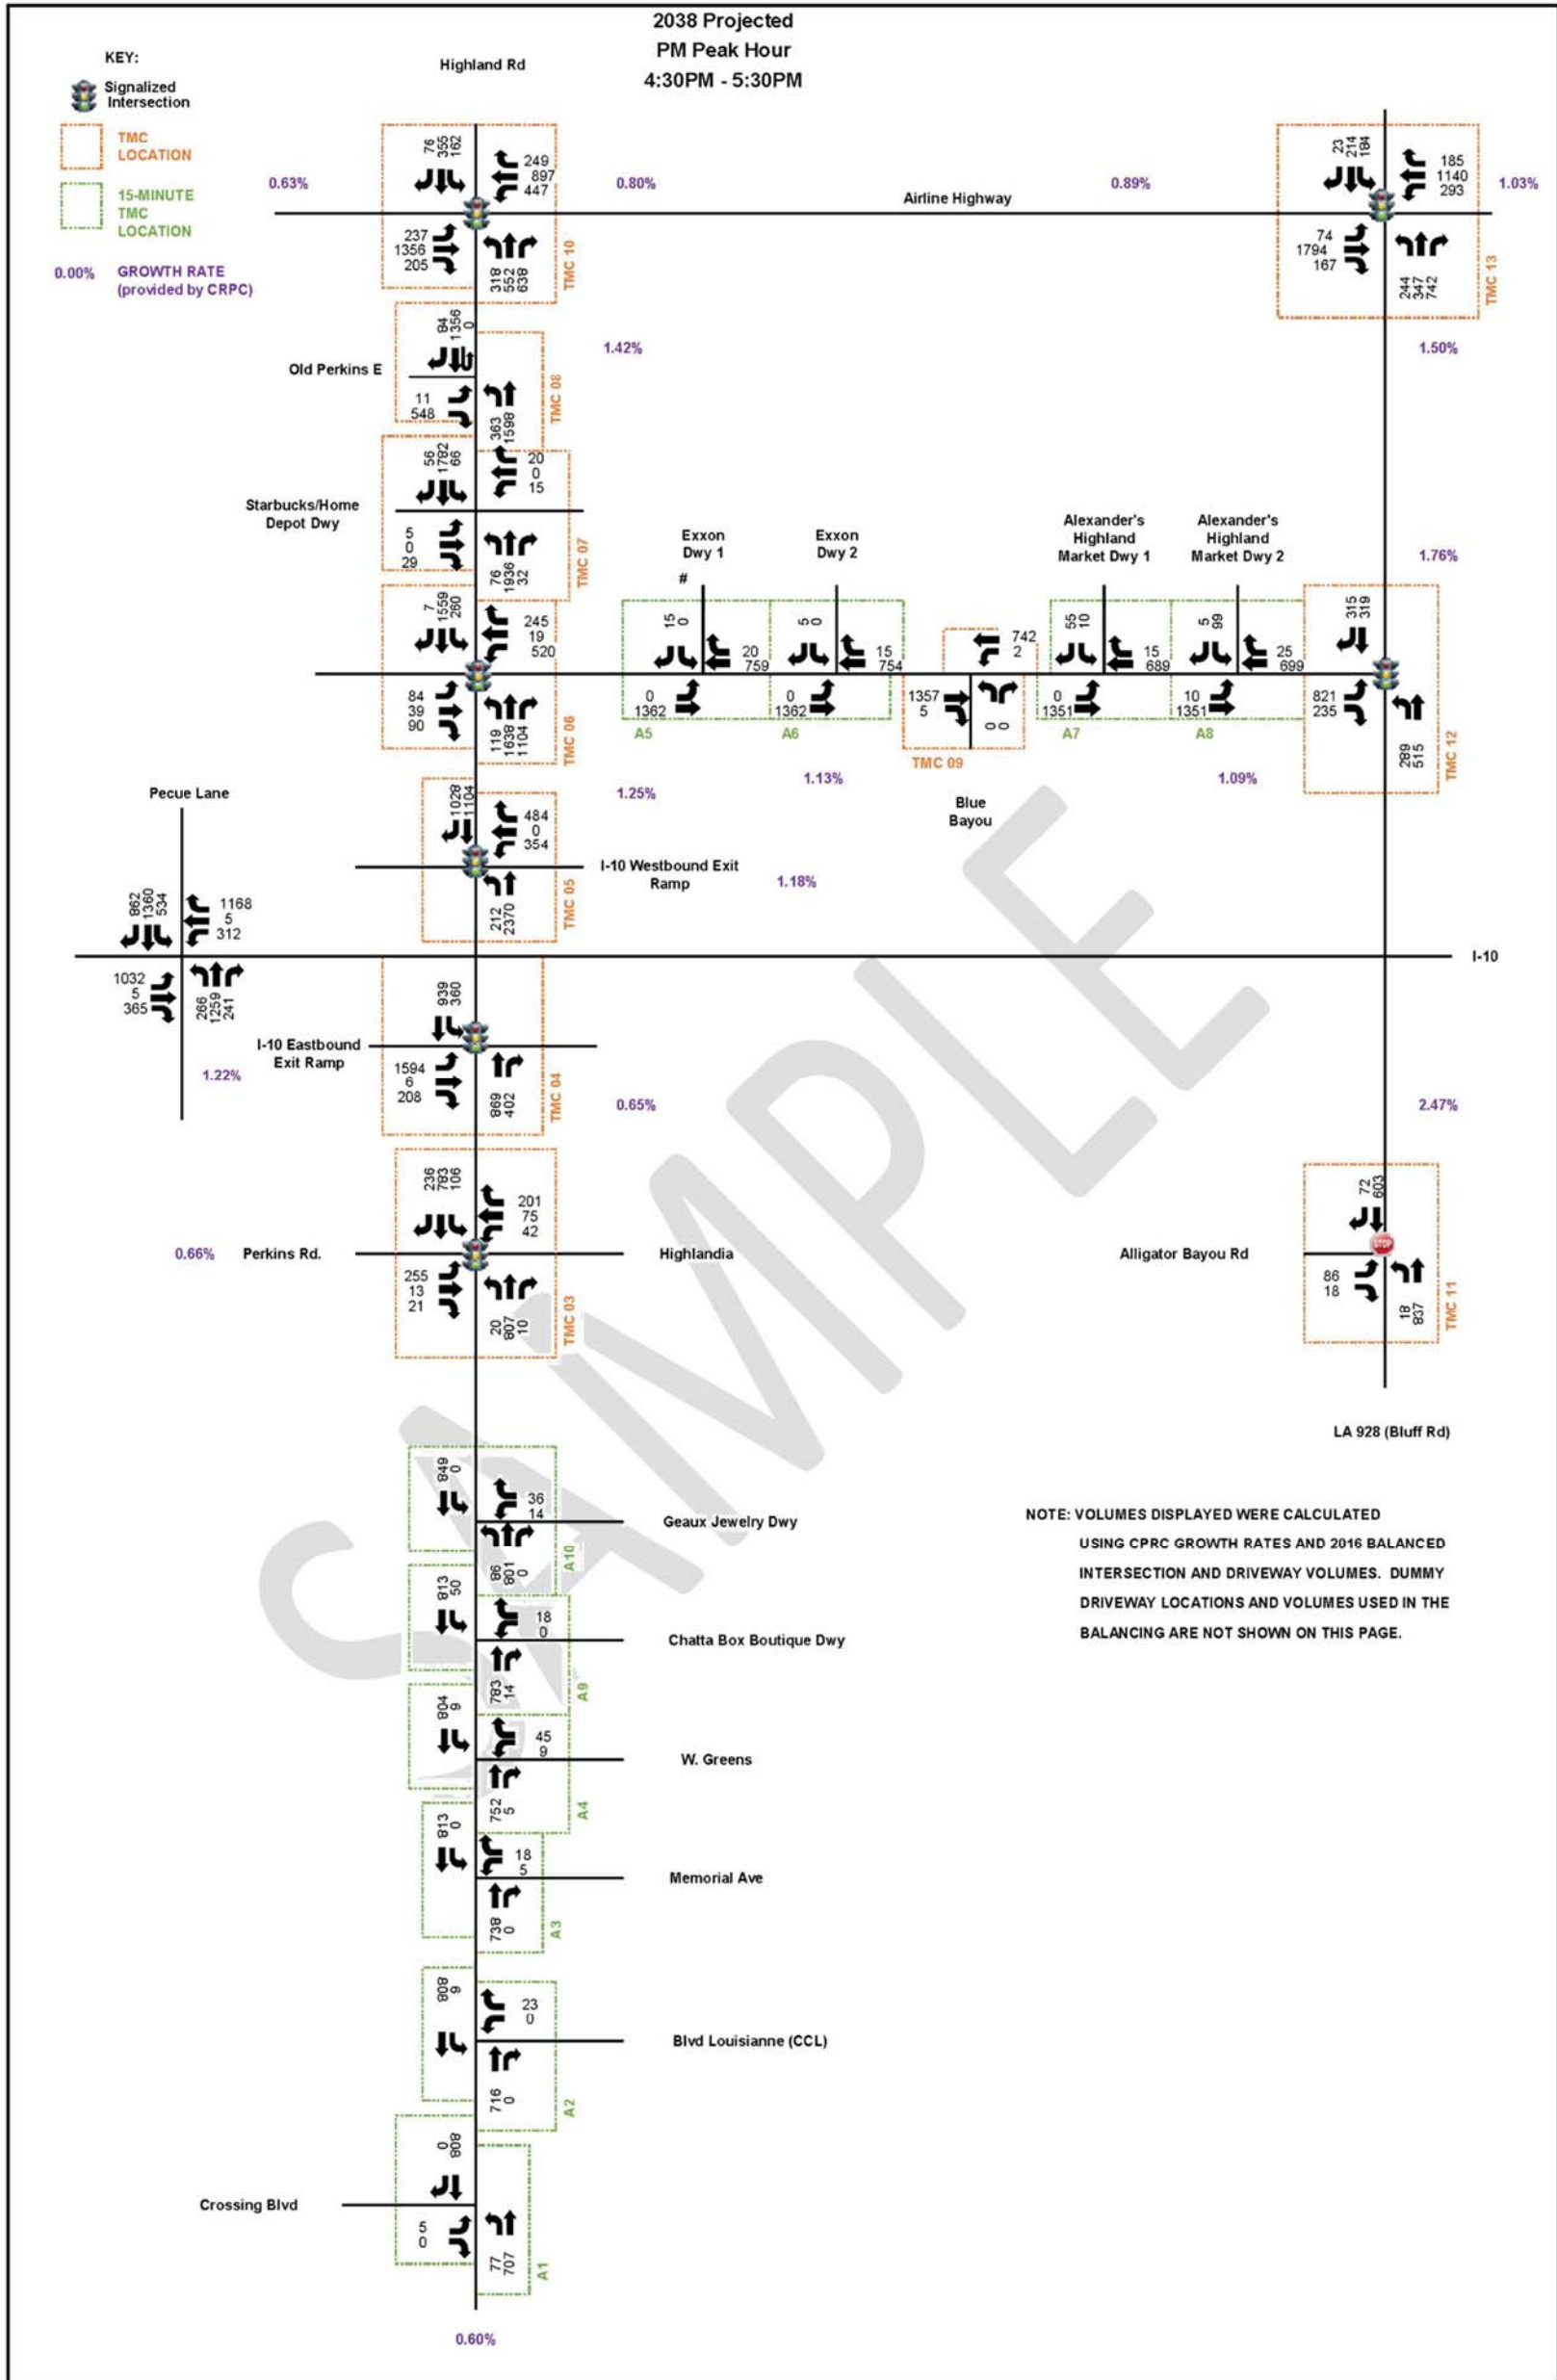 2038 Projected
PM Peak Hour
4:30PM - 5:30PM
KEY:
Signalized
Intersection
TMC
LOCATION
15-MINUTE
TMC
LOCATION
0.00% GROWTH RATE
(provided by CRPC)
Highland Rd
0.63%
0.80%
0.89%
1.03%
Airline Highway
76
355
162
249
897
447
237
1356
205
318
552
638
TMC 10
23
214
184
185
1140
293
74
1794
167
244
347
742
TMC 13
1.42%
1.50%
Old Perkins E
84
1356
0
11
548
363
1598
TMC 08
Starbucks/Home
Depot Dwy
56
1782
66
20
0
15
5
0
29
76
1936
32
TMC 07
7
1559
260
245
19
520
84
39
90
119
1638
1104
TMC 06
Exxon
Dwy 1
#
15
0
20
759
0
1362
A5
Exxon
Dwy 2
5
0
15
754
0
1362
A6
742
2
1357
5
0
0
TMC 09
Blue
Bayou
Alexander's
Highland
Market Dwy 1
55
10
15
689
0
1351
A7
Alexander's
Highland
Market Dwy 2
5
99
25
699
10
1351
A8
1.76%
315
319
821
235
289
515
TMC 12
1.25%
1.13%
1.09%
Pecue Lane
862
1360
534
1168
5
312
1032
5
365
266
1259
241
1.22%
1028
1104
484
0
354
212
2370
TMC 05
I-10 Westbound Exit
Ramp
1.18%
I-10
939
360
I-10 Eastbound
Exit Ramp
1594
6
208
869
402
TMC 04
0.65%
2.47%
236
783
106
201
75
42
0.66%
Perkins Rd.
Highlandia
255
13
21
20
807
10
TMC 03
72
603
Alligator Bayou Rd
86
18
18
837
TMC 11
LA 928 (Bluff Rd)
849
0
36
14
Geaux Jewelry Dwy
86
801
0
A10
813
50
18
0
Chatta Box Boutique Dwy
783
14
A9
804
9
45
9
W. Greens
752
5
A4
813
0
18
5
Memorial Ave
738
0
A3
808
9
23
0
Blvd Louisianne (CCL)
716
0
A2
0
808
Crossing Blvd
5
0
77
707
A1
0.60%
NOTE: VOLUMES DISPLAYED WERE CALCULATED
USING CPRC GROWTH RATES AND 2016 BALANCED
INTERSECTION AND DRIVEWAY VOLUMES. DUMMY
DRIVEWAY LOCATIONS AND VOLUMES USED IN THE
BALANCING ARE NOT SHOWN ON THIS PAGE.
SAMPLE
STOP